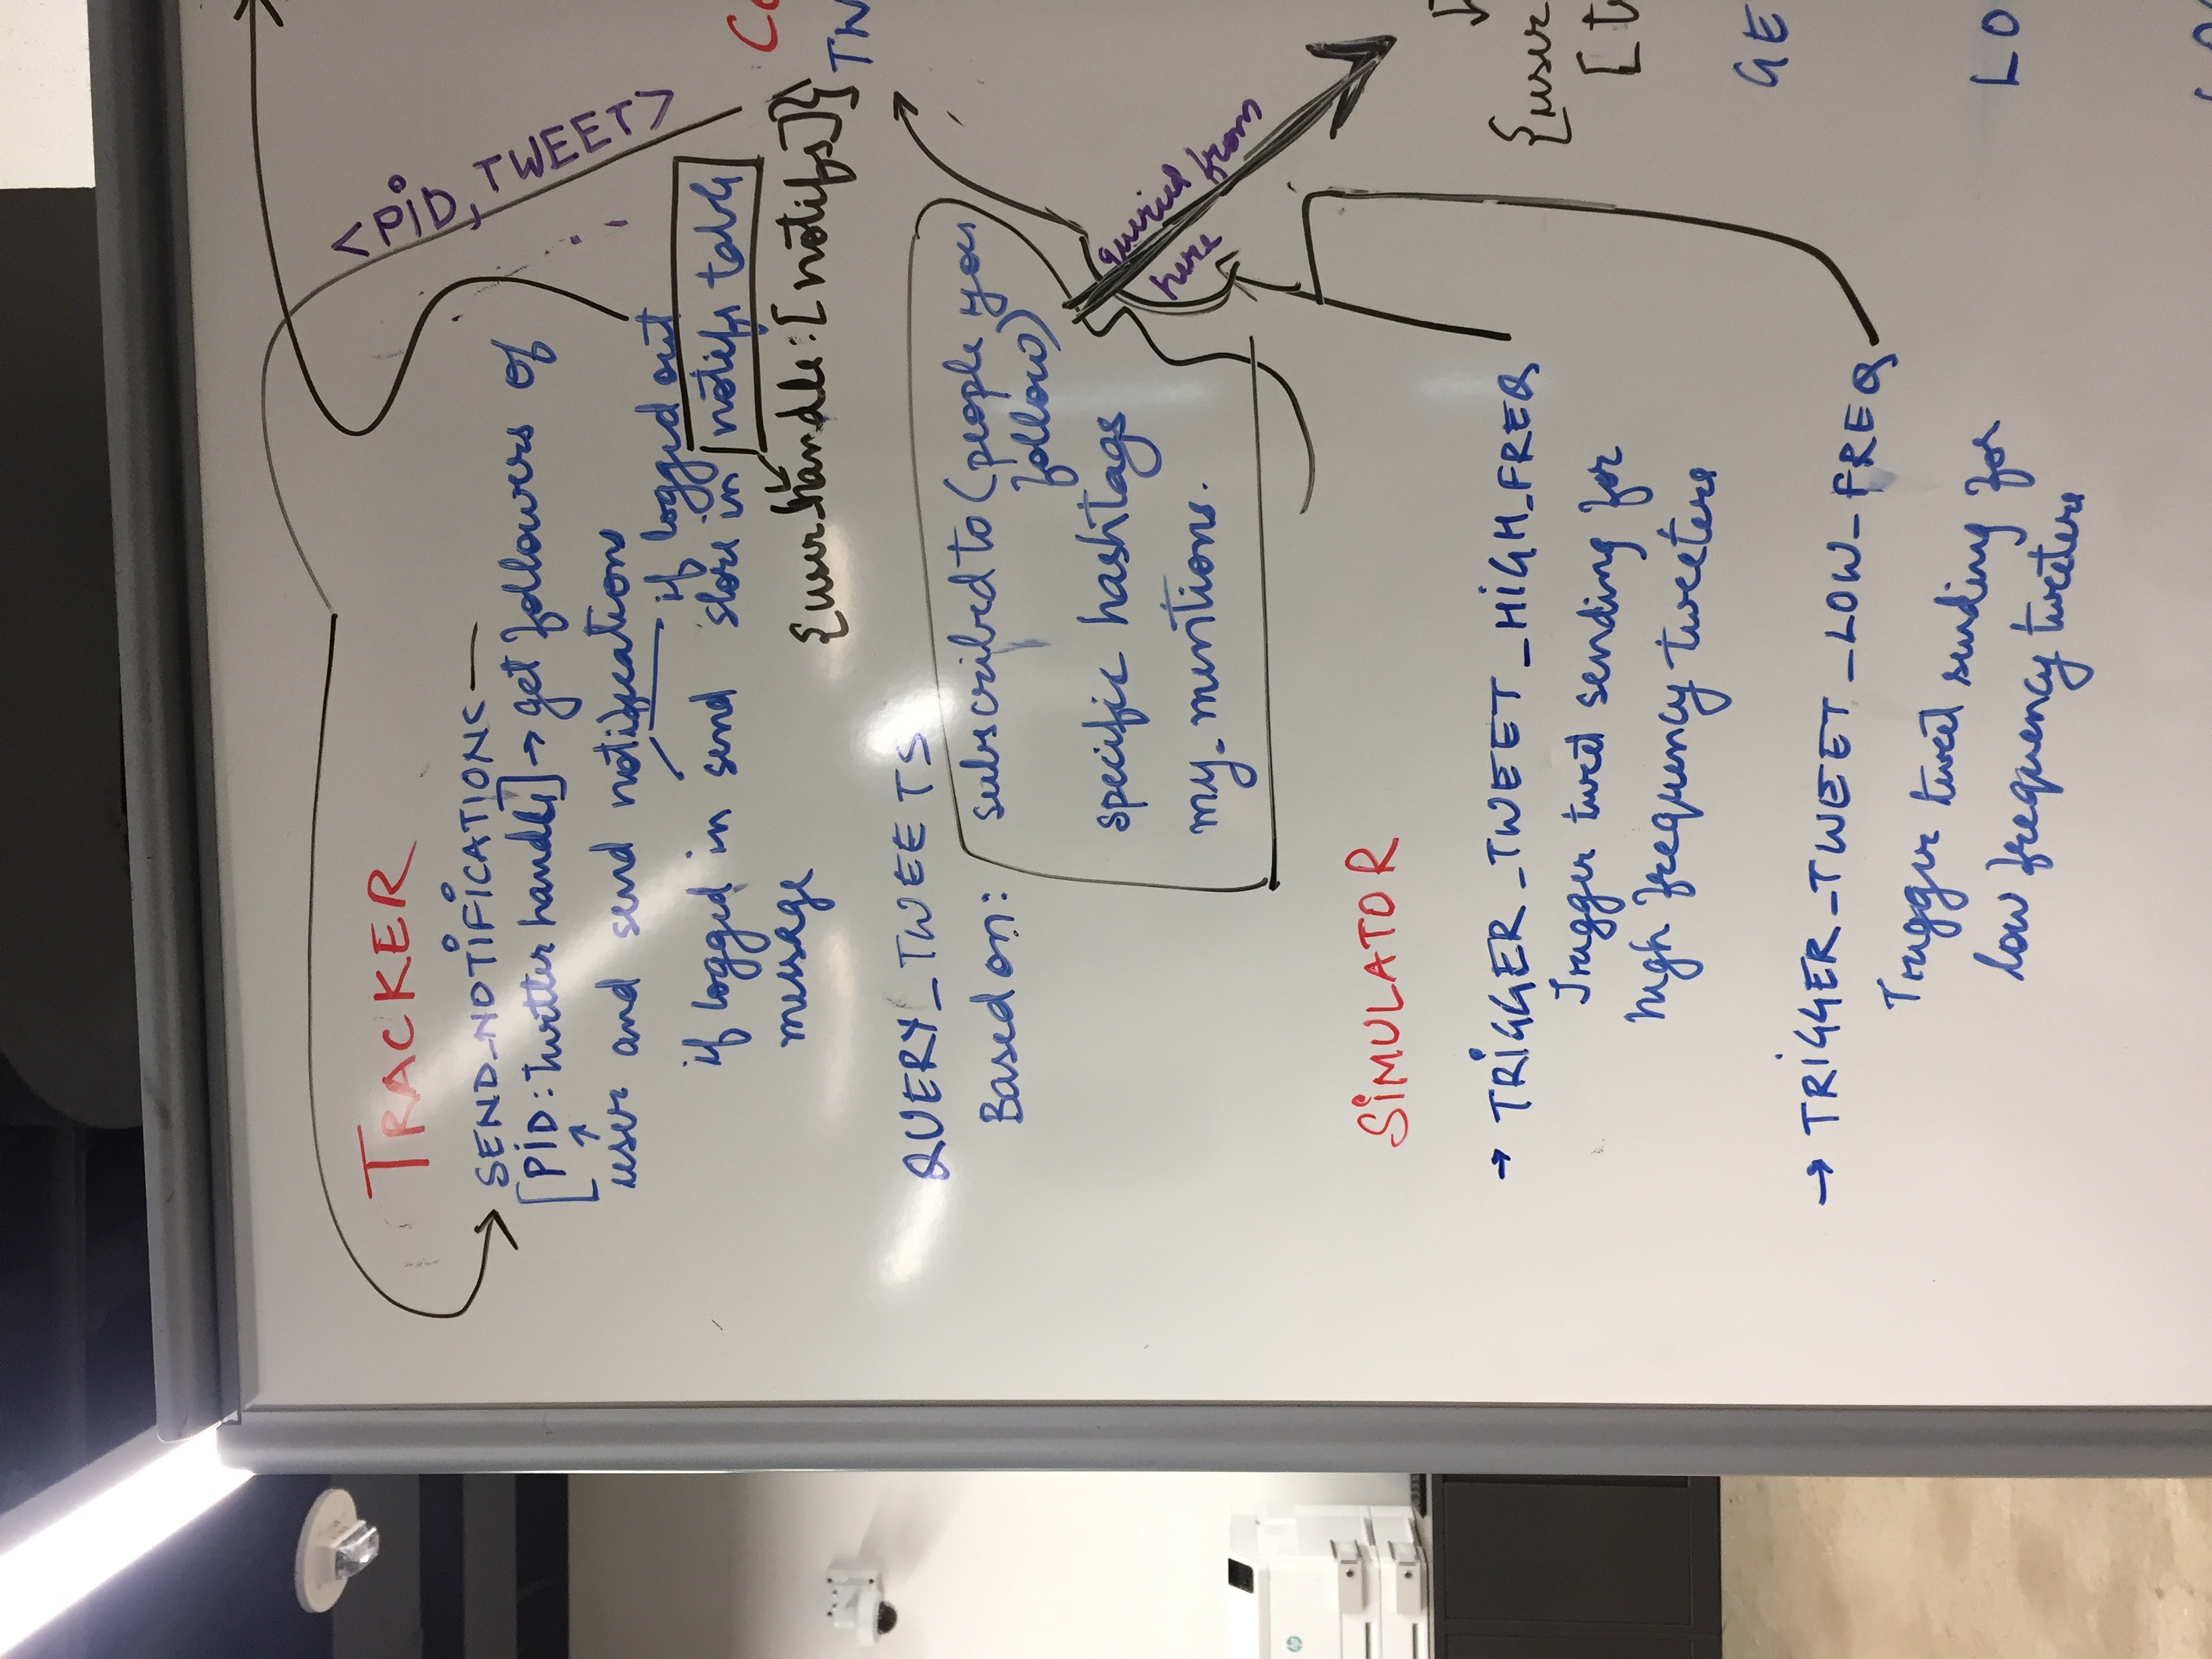 TRACKER
SEND_NOTIFICATIONS
[PID: twitter handle] → get followers of
user and send notifications
if logged out
if logged in send
store in notifs table
message
{user_handle:[notifs]}
<PID, TWEET>
QUERY_TWEETS
Based on:
subscribed to (people you
follow)
specific hashtags
my_mentions.
queried from
here
SIMULATOR
→ TRIGGER_TWEET_HIGH_FREQ
Trigger tweet sending for
high frequency tweeters
→ TRIGGER_TWEET_LOW_FREQ
Trigger tweet sending for
low frequency tweeters
TW
{user
[t
GE
LO
hp